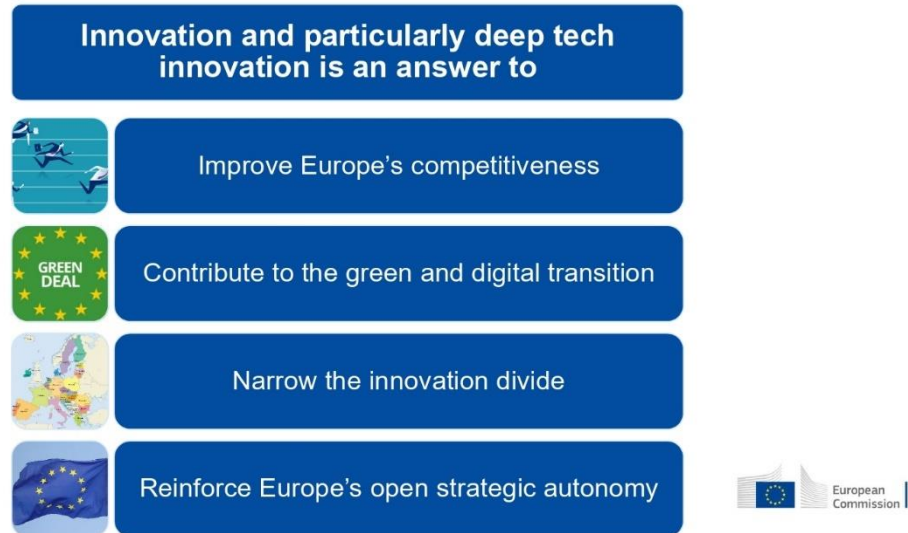 Innovation and particularly deep tech
innovation is an answer to
Improve Europe’s competitiveness
GREEN
DEAL
Contribute to the green and digital transition
Narrow the innovation divide
Reinforce Europe’s open strategic autonomy
European
Commission